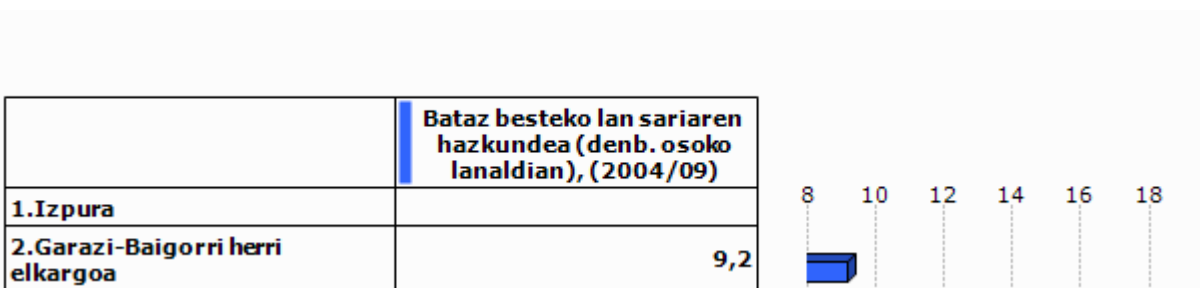 Bataz besteko lan sariaren
hazkundea (denb. osoko
lanaldian), (2004/09)
8 10 12 14 16 18
1.Izpura
2.Garazi-Baigorri herri
elkargoa
9,2